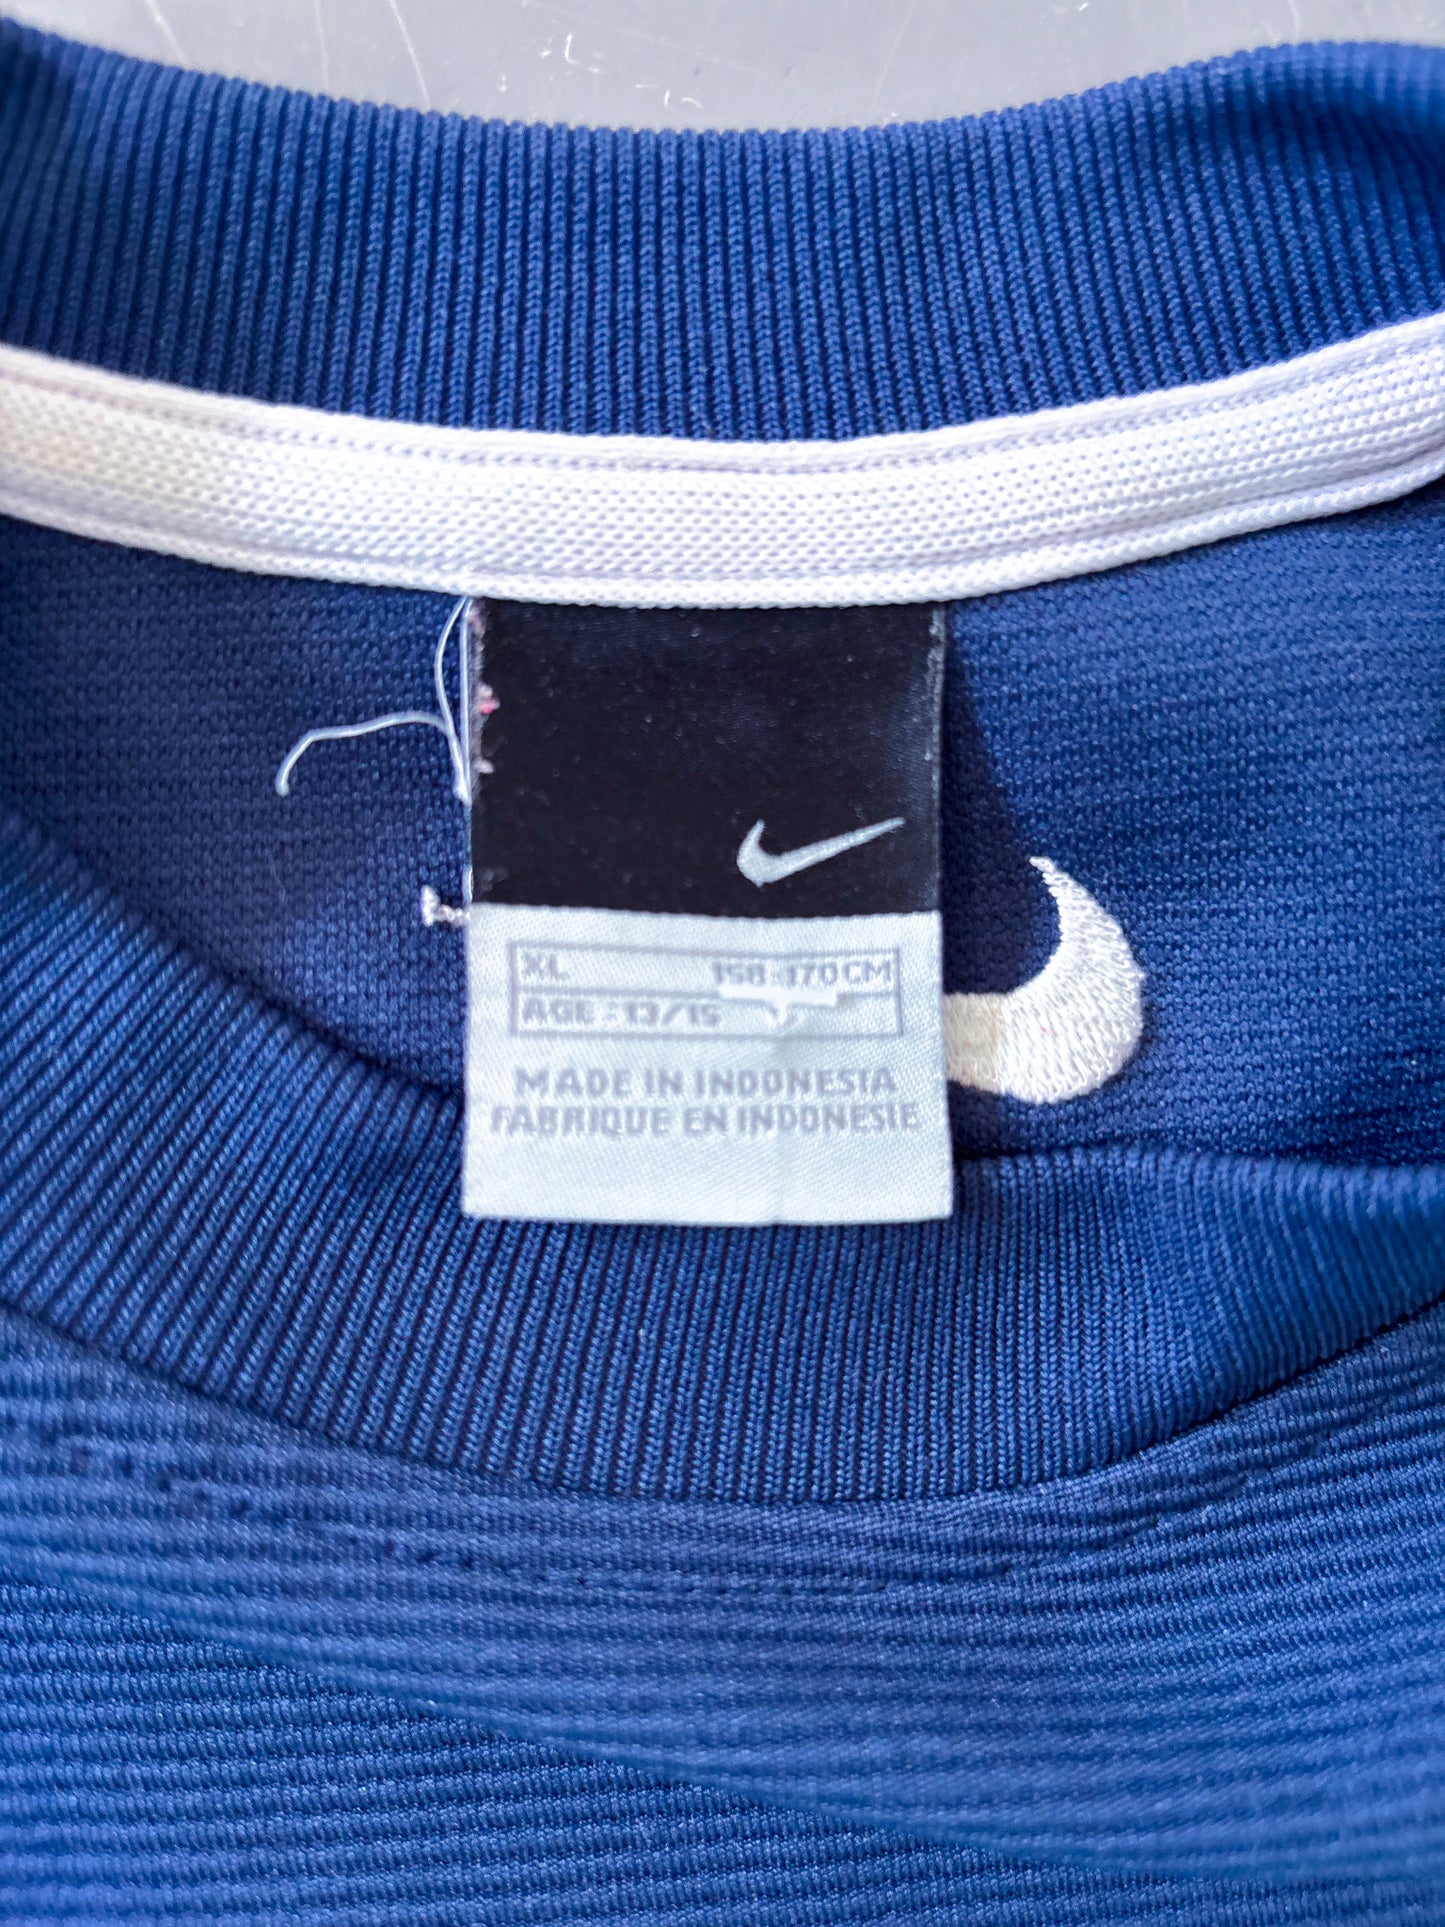 XL 158-170CM
AGE : 13/15
MADE IN INDONESIA
FABRIQUE EN INDONESIE